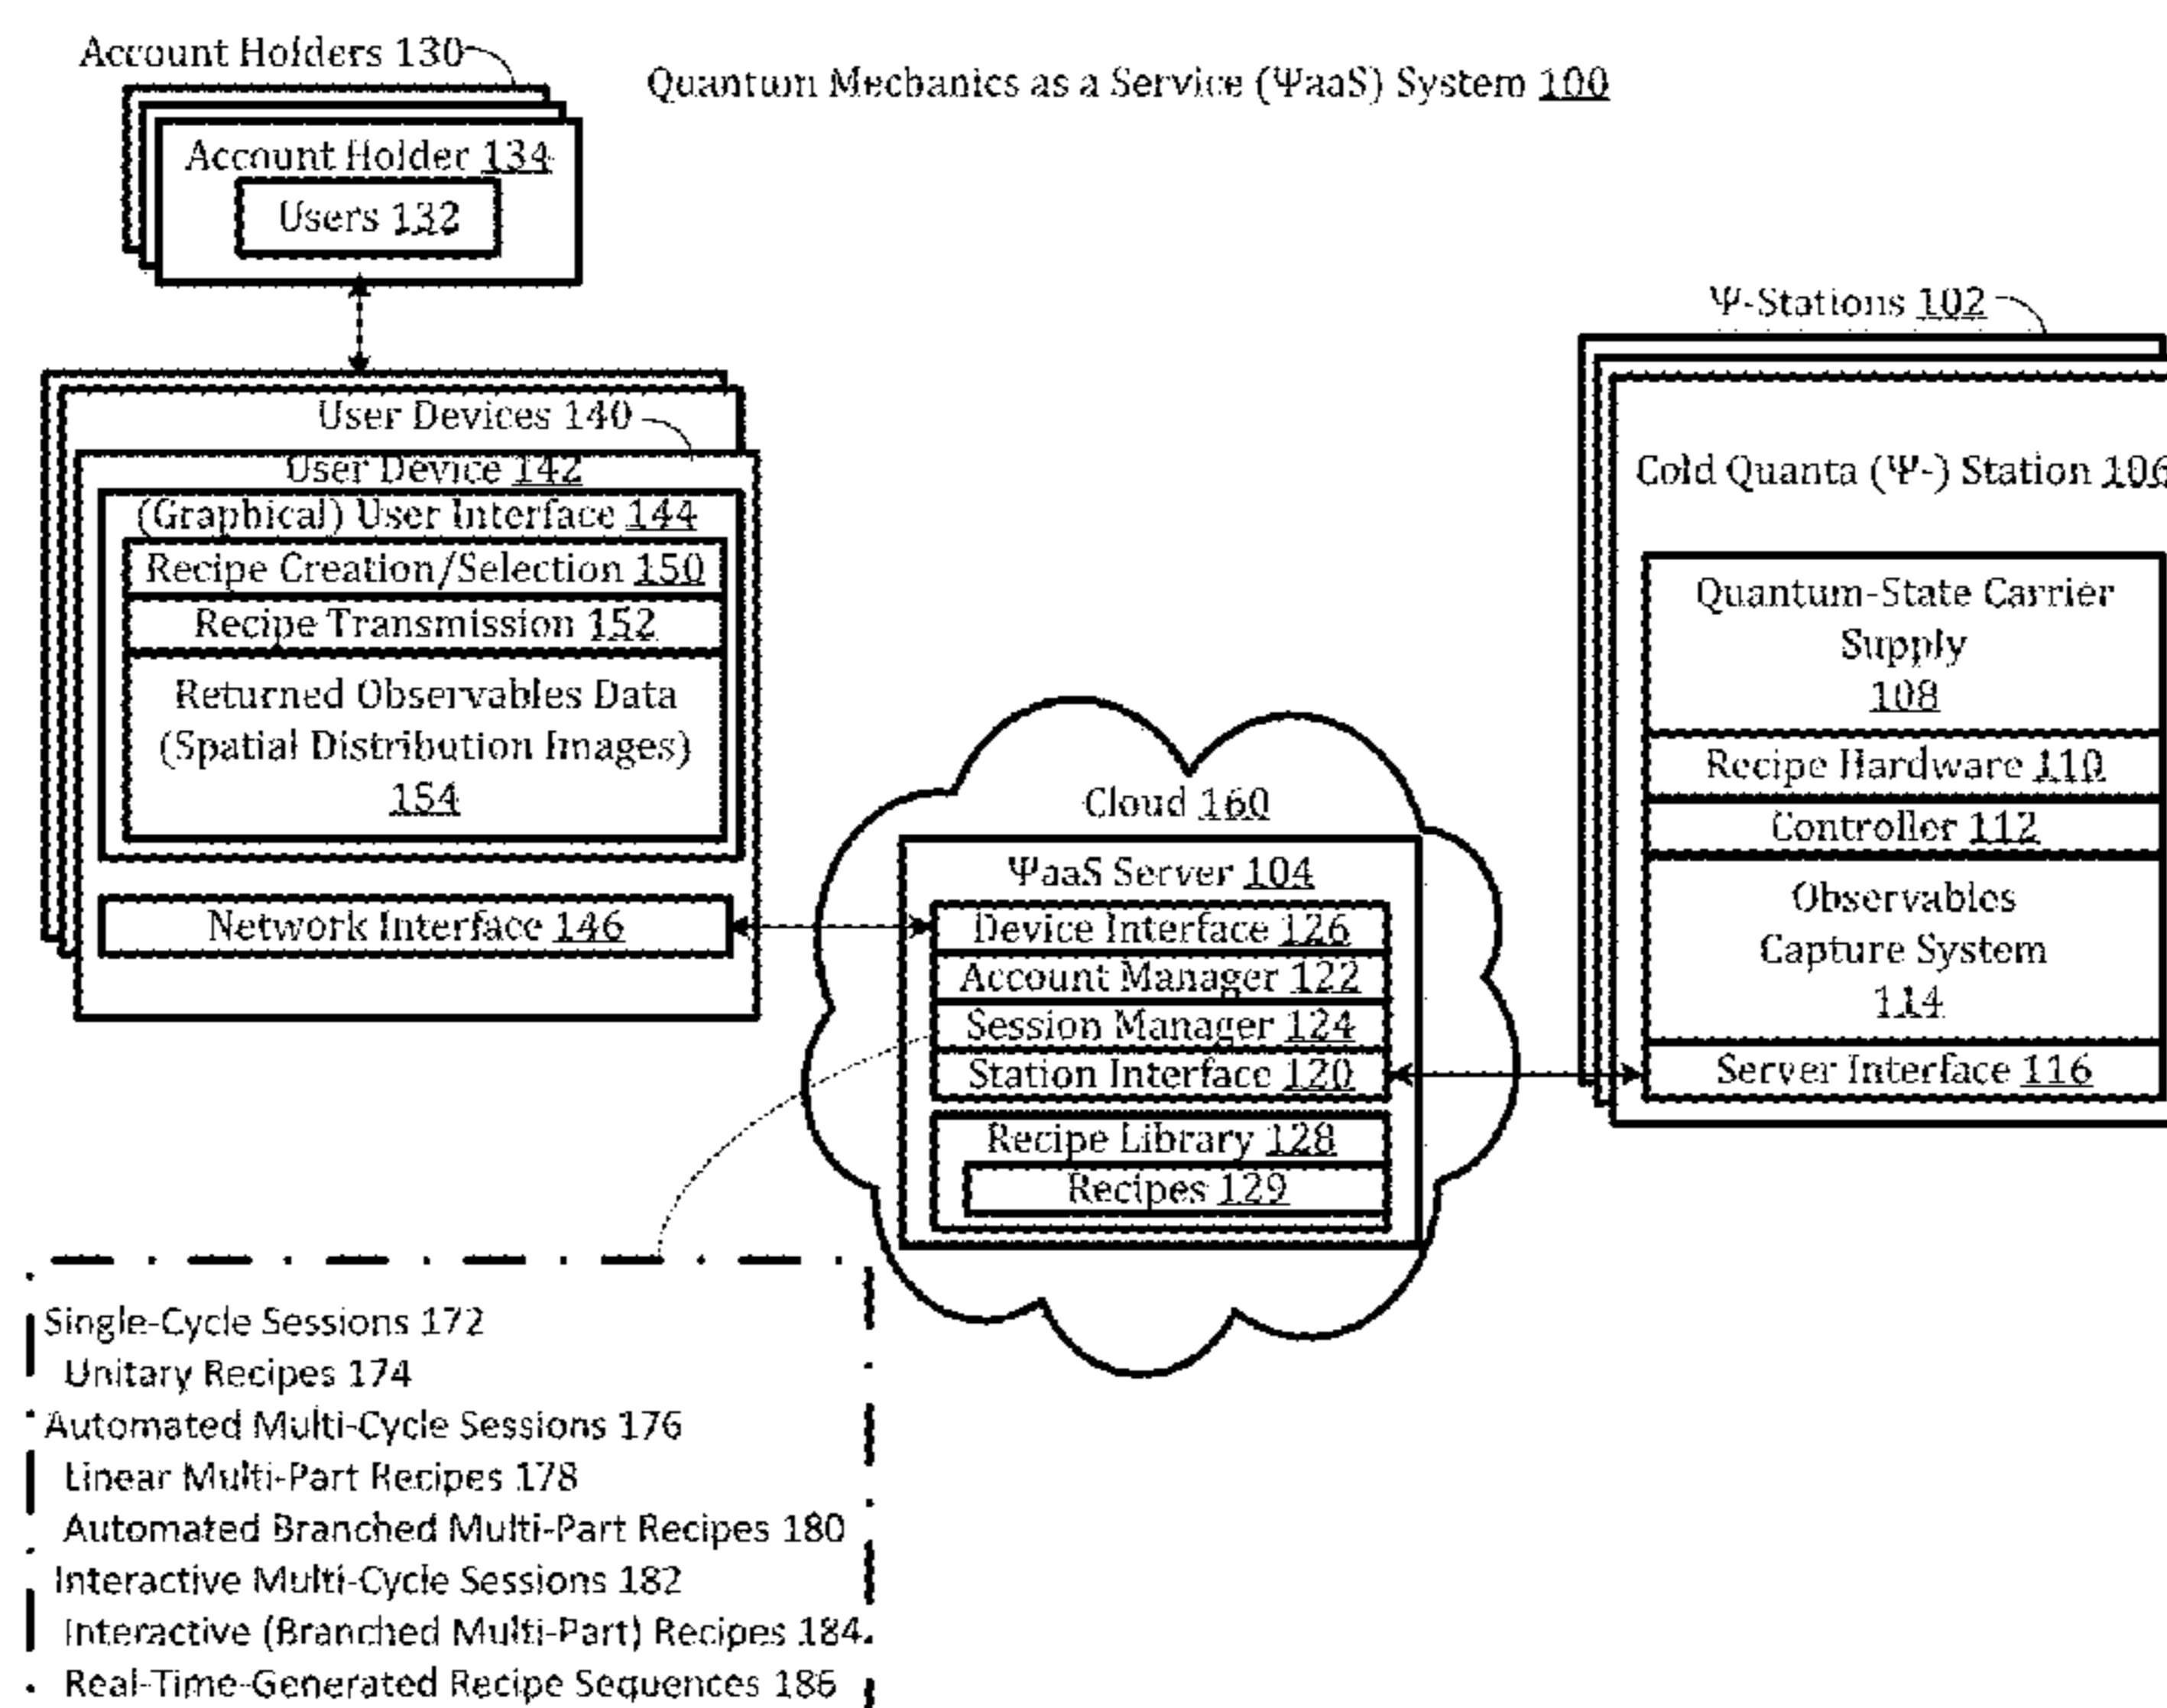 Account Holders 130
Quantum Mechanics as a Service (ΨaaS) System 100
Account Holder 134
Users 132
User Devices 140
User Device 142
(Graphical) User Interface 144
Recipe Creation/Selection 150
Recipe Transmission 152
Returned Observables Data
(Spatial Distribution Images)
154
Network Interface 146
Cloud 160
ΨaaS Server 104
Device Interface 126
Account Manager 122
Session Manager 124
Station Interface 120
Recipe Library 128
Recipes 129
Ψ-Stations 102
Cold Quanta (Ψ-) Station 106
Quantum-State Carrier
Supply
108
Recipe Hardware 110
Controller 112
Observables
Capture System
114
Server Interface 116
Single-Cycle Sessions 172
Unitary Recipes 174
Automated Multi-Cycle Sessions 176
Linear Multi-Part Recipes 178
Automated Branched Multi-Part Recipes 180
Interactive Multi-Cycle Sessions 182
Interactive (Branched Multi-Part) Recipes 184
Real-Time-Generated Recipe Sequences 186